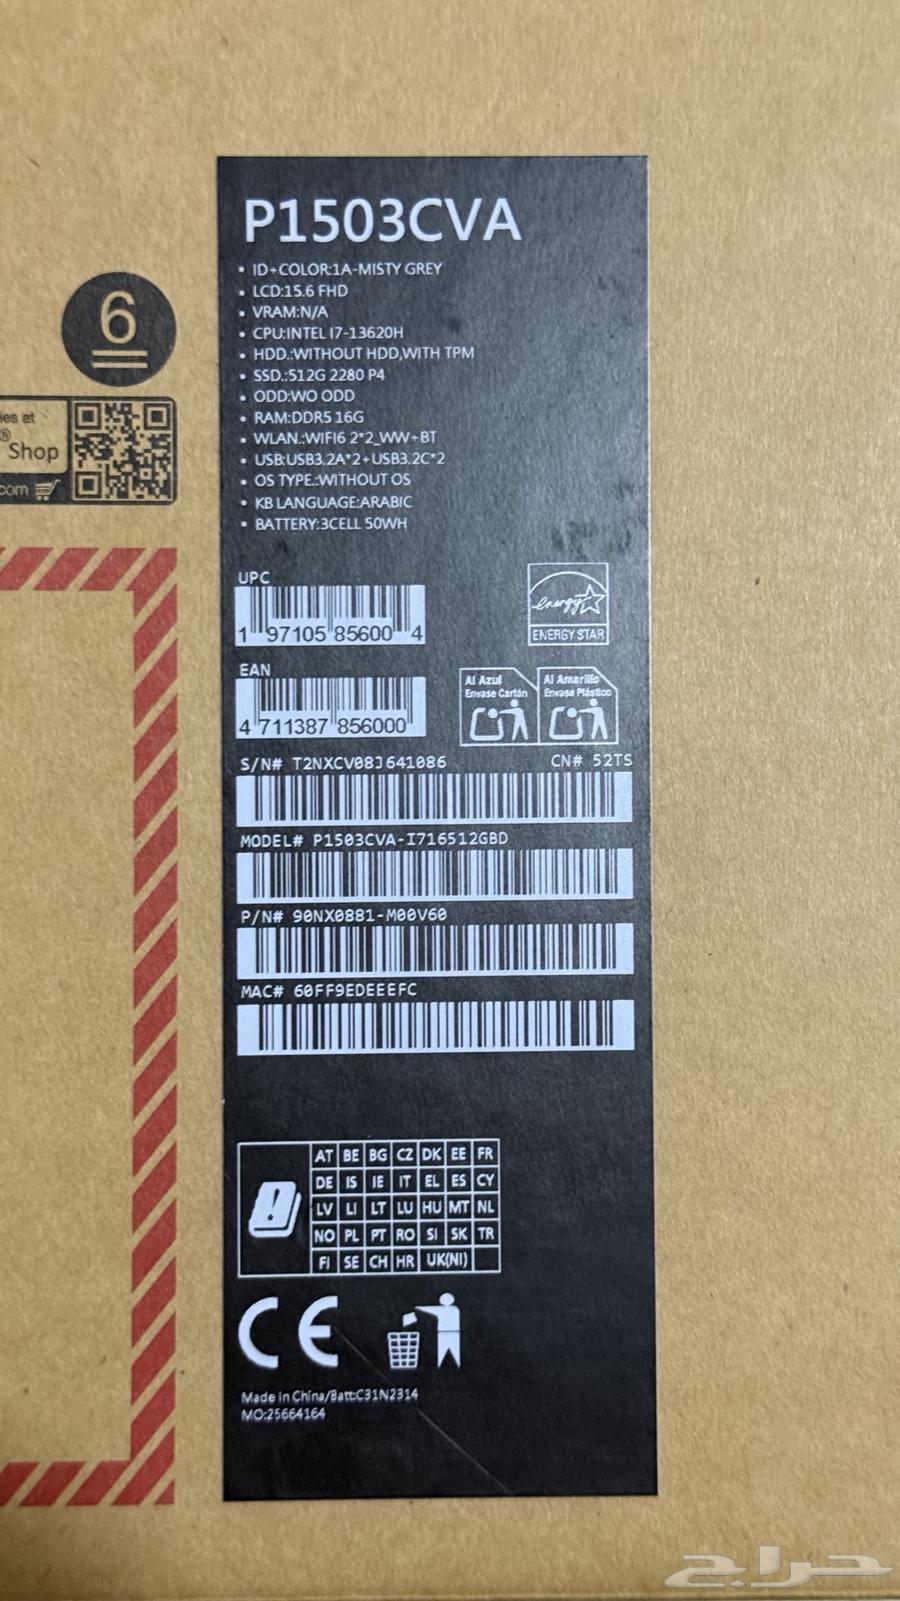 P1503CVA
• ID+COLOR:1A-MISTY GREY
• LCD:15.6 FHD
• VRAM:N/A
• CPU:INTEL I7-13620H
• HDD.:WITHOUT HDD,WITH TPM
• SSD.:512G 2280 P4
• ODD:WO ODD
• RAM:DDR5 16G
• WLAN.:WIFI6 2*2_WW+BT
• USB:USB3.2A*2+USB3.2C*2
• OS TYPE.:WITHOUT OS
• KB LANGUAGE:ARABIC
• BATTERY:3CELL 50WH
6
ies at
® Shop
.com
UPC
1 97105 85600 4
energy
ENERGY STAR
EAN
4 711387 856000
Al Azul
Envase Cartón
Al Amarillo
Envase Plástico
S/N# T2NXCV08J641086 CN# 52TS
MODEL# P1503CVA-I716512GBD
P/N# 90NX0881-M00V60
MAC# 60FF9EDEEEFC
AT BE BG CZ DK EE FR
DE IS IE IT EL ES CY
LV LI LT LU HU MT NL
NO PL PT RO SI SK TR
FI SE CH HR UK(NI)
CE
Made in China/Batt:C31N2314
MO:25664164
حراج